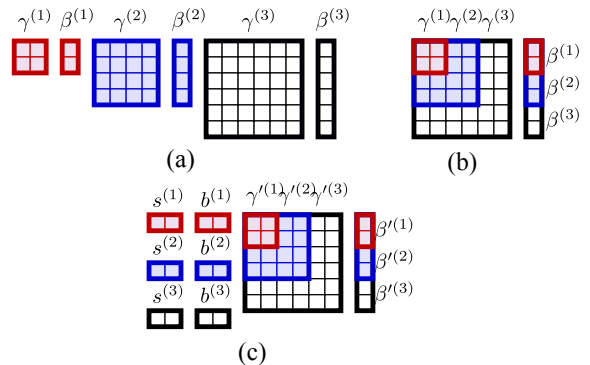 γ(1) β(1) γ(2) β(2) γ(3) β(3)
(a)
γ(1) γ(2) γ(3)
β(1)
β(2)
β(3)
(b)
s(1) b(1) γ′(1) γ′(2) γ′(3)
β′(1)
s(2) b(2)
β′(2)
s(3) b(3)
β′(3)
(c)